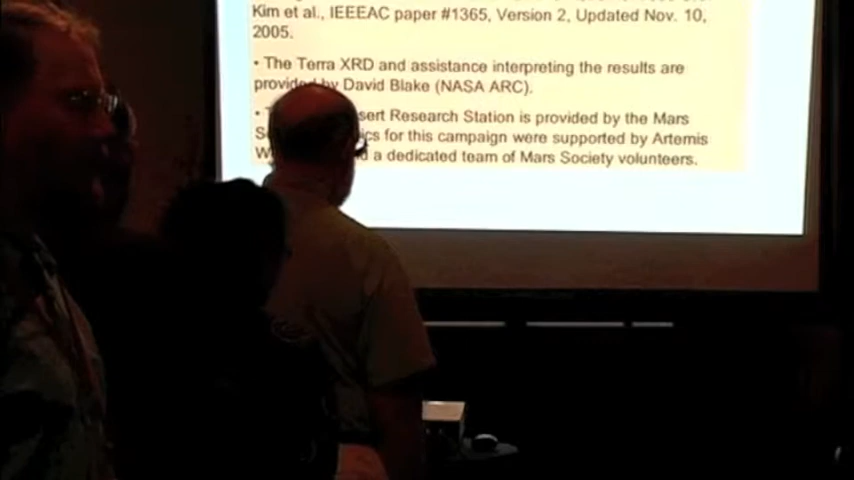 Kim et al., IEEEAC paper #1365, Version 2, Updated Nov. 10,
2005.
• The Terra XRD and assistance interpreting the results are
provided by David Blake (NASA ARC).
• sert Research Station is provided by the Mars
S ics for this campaign were supported by Artemis
W d a dedicated team of Mars Society volunteers.